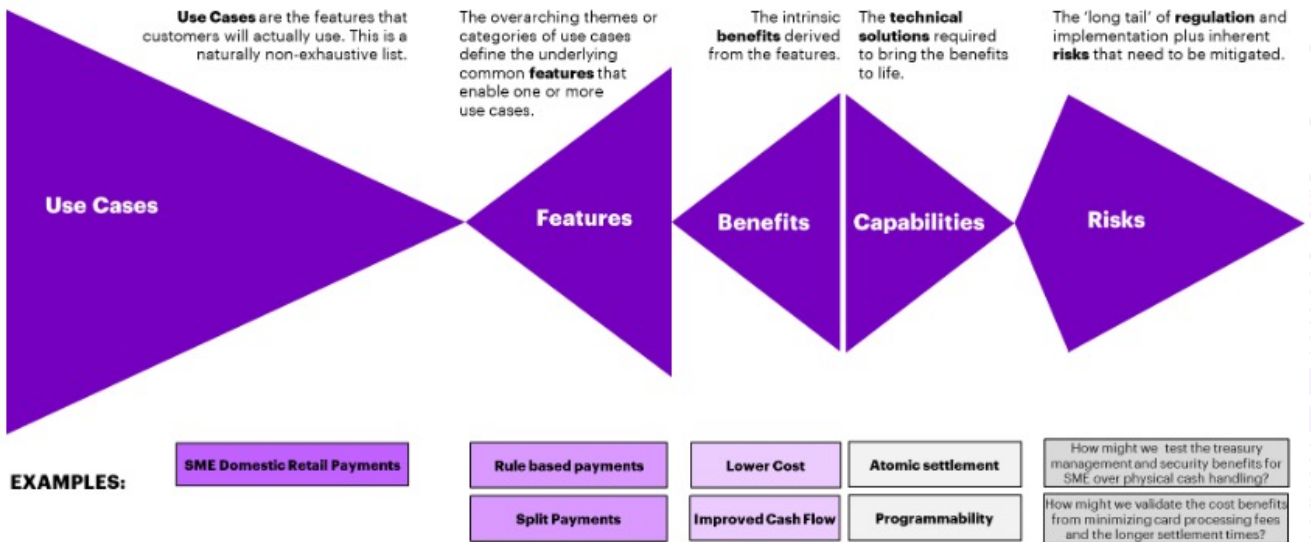 Use Cases are the features that
customers will actually use. This is a
naturally non-exhaustive list.
The overarching themes or
categories of use cases
define the underlying
common features that
enable one or more
use cases.
The intrinsic
benefits derived
from the features.
The technical
solutions required
to bring the benefits
to life.
The ‘long tail’ of regulation and
implementation plus inherent
risks that need to be mitigated.
Use Cases
Features
Benefits
Capabilities
Risks
EXAMPLES:
SME Domestic Retail Payments
Rule based payments
Split Payments
Lower Cost
Improved Cash Flow
Atomic settlement
Programmability
How might we test the treasury
management and security benefits for
SME over physical cash handling?
How might we validate the cost benefits
from minimizing card processing fees
and the longer settlement times?